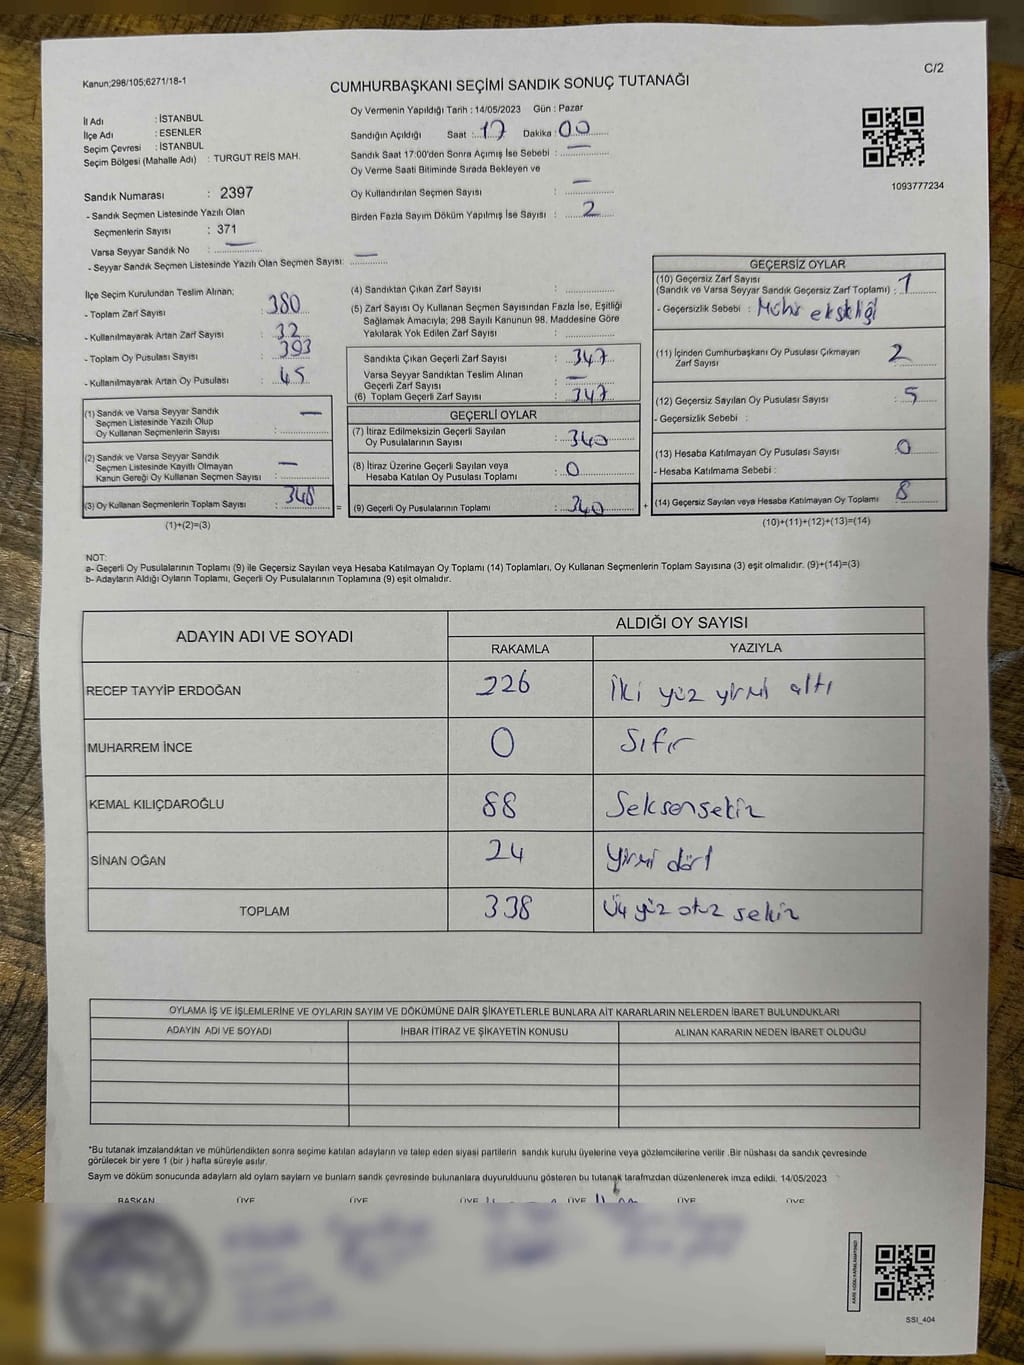 Kanun;298/105;6271/18-1
C/2
CUMHURBAŞKANI SEÇİMİ SANDIK SONUÇ TUTANAĞI
İl Adı : İSTANBUL
İlçe Adı : ESENLER
Seçim Çevresi : İSTANBUL
Seçim Bölgesi (Mahalle Adı) : TURGUT REİS MAH.
Oy Vermenin Yapıldığı Tarih : 14/05/2023 Gün : Pazar
Sandığın Açıldığı Saat : 17 Dakika : 00
Sandık Saat 17:00'den Sonra Açımış İse Sebebi : —
Oy Verme Saati Bitiminde Sırada Bekleyen ve
Oy Kullandırılan Seçmen Sayısı : —
Birden Fazla Sayım Döküm Yapılmış İse Sayısı : 2
1093777234
Sandık Numarası : 2397
- Sandık Seçmen Listesinde Yazılı Olan
Seçmenlerin Sayısı : 371
Varsa Seyyar Sandık No : —
- Seyyar Sandık Seçmen Listesinde Yazılı Olan Seçmen Sayısı: —
İlçe Seçim Kurulundan Teslim Alınan;
- Toplam Zarf Sayısı : 380
- Kullanılmayarak Artan Zarf Sayısı : 32
- Toplam Oy Pusulası Sayısı : 393
- Kullanılmayarak Artan Oy Pusulası : 45
(1) Sandık ve Varsa Seyyar Sandık
Seçmen Listesinde Yazılı Olup
Oy Kullanan Seçmenlerin Sayısı : —
(2) Sandık ve Varsa Seyyar Sandık
Seçmen Listesinde Kayıtlı Olmayan
Kanun Gereği Oy Kullanan Seçmen Sayısı : —
(3) Oy Kullanan Seçmenlerin Toplam Sayısı : 348
(1)+(2)=(3)
(4) Sandıktan Çıkan Zarf Sayısı :
(5) Zarf Sayısı Oy Kullanan Seçmen Sayısından Fazla İse, Eşitliği
Sağlamak Amacıyla; 298 Sayılı Kanunun 98. Maddesine Göre
Yakılarak Yok Edilen Zarf Sayısı :
Sandıkta Çıkan Geçerli Zarf Sayısı : 347
Varsa Seyyar Sandıktan Teslim Alınan
Geçerli Zarf Sayısı : —
(6) Toplam Geçerli Zarf Sayısı : 347
GEÇERLİ OYLAR
(7) İtiraz Edilmeksizin Geçerli Sayılan
Oy Pusulalarının Sayısı : 340
(8) İtiraz Üzerine Geçerli Sayılan veya
Hesaba Katılan Oy Pusulası Toplamı : 0
(9) Geçerli Oy Pusulalarının Toplamı : 340
=
+
GEÇERSİZ OYLAR
(10) Geçersiz Zarf Sayısı
(Sandık ve Varsa Seyyar Sandık Geçersiz Zarf Toplamı) : 1
- Geçersizlik Sebebi : Mühür eksikliği
(11) İçinden Cumhurbaşkanı Oy Pusulası Çıkmayan
Zarf Sayısı : 2
(12) Geçersiz Sayılan Oy Pusulası Sayısı : 5
- Geçersizlik Sebebi :
(13) Hesaba Katılmayan Oy Pusulası Sayısı : 0
- Hesaba Katılmama Sebebi :
(14) Geçersiz Sayılan veya Hesaba Katılmayan Oy Toplamı : 8
(10)+(11)+(12)+(13)=(14)
NOT:
a- Geçerli Oy Pusulalarının Toplamı (9) ile Geçersiz Sayılan veya Hesaba Katılmayan Oy Toplamı (14) Toplamları, Oy Kullanan Seçmenlerin Toplam Sayısına (3) eşit olmalıdır. (9)+(14)=(3)
b- Adayların Aldığı Oyların Toplamı, Geçerli Oy Pusulalarının Toplamına (9) eşit olmalıdır.
ADAYIN ADI VE SOYADI
ALDIĞI OY SAYISI
RAKAMLA YAZIYLA
RECEP TAYYİP ERDOĞAN 226 İki yüz yirmi altı
MUHARREM İNCE 0 Sıfır
KEMAL KILIÇDAROĞLU 88 Seksensekiz
SİNAN OĞAN 24 Yirmi dört
TOPLAM 338 Üç yüz otuz sekiz
OYLAMA İŞ VE İŞLEMLERİNE VE OYLARIN SAYIM VE DÖKÜMÜNE DAİR ŞİKAYETLERLE BUNLARA AİT KARARLARIN NELERDEN İBARET BULUNDUKLARI
ADAYIN ADI VE SOYADI İHBAR İTİRAZ VE ŞİKAYETİN KONUSU ALINAN KARARIN NEDEN İBARET OLDUĞU
*Bu tutanak imzalandıktan ve mühürlendikten sonra seçime katılan adayların ve talep eden siyasi partilerin sandık kurulu üyelerine veya gözlemcilerine verilir .Bir nüshası da sandık çevresinde
görülecek bir yere 1 (bir ) hafta süreyle asılır.
Sayım ve döküm sonucunda adayların ald oyların sayların ve bunlarn sandk çevresinde bulunanlara duyurulduunu gösteren bu tutanak tarafmzdan düzenlenerek imza edildi. 14/05/2023
BAŞKAN ÜYE ÜYE ÜYE ÜYE ÜYE ÜYE
SSI_404